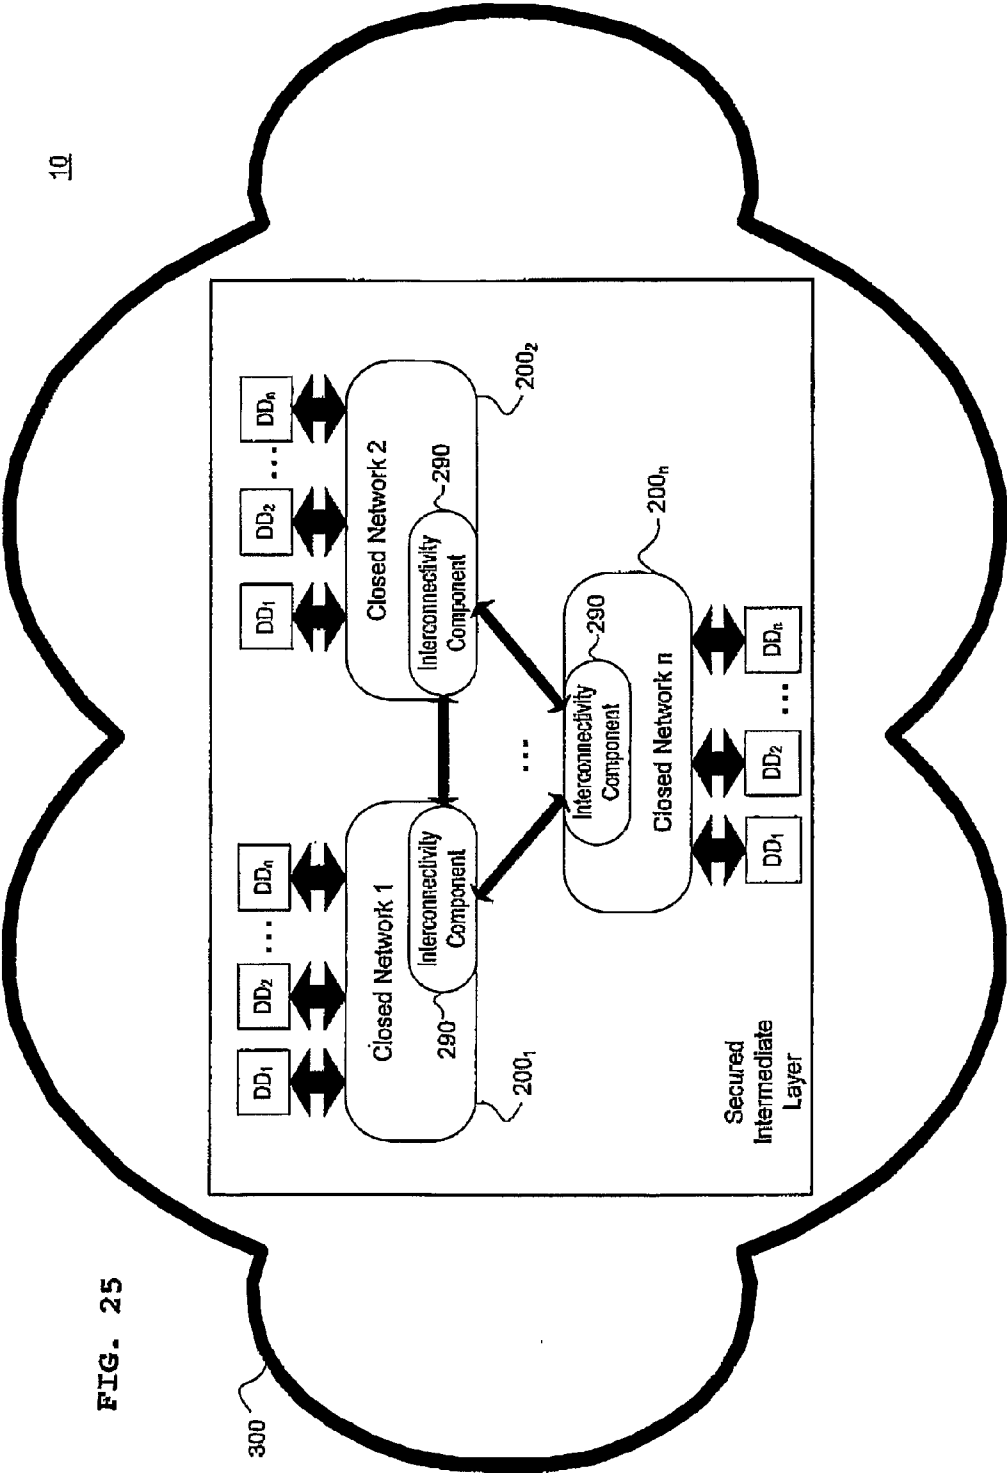 FIG. 25
10
300
DD₁
DD₂
...
DDₙ
DD₁
DD₂
...
DDₙ
Closed Network 1
Closed Network 2
290
Interconnectivity
Component
Interconnectivity
Component
290
200₁
200₂
...
Interconnectivity
Component
290
Closed Network n
200ₙ
DD₁
DD₂
...
DDₙ
Secured
Intermediate
Layer